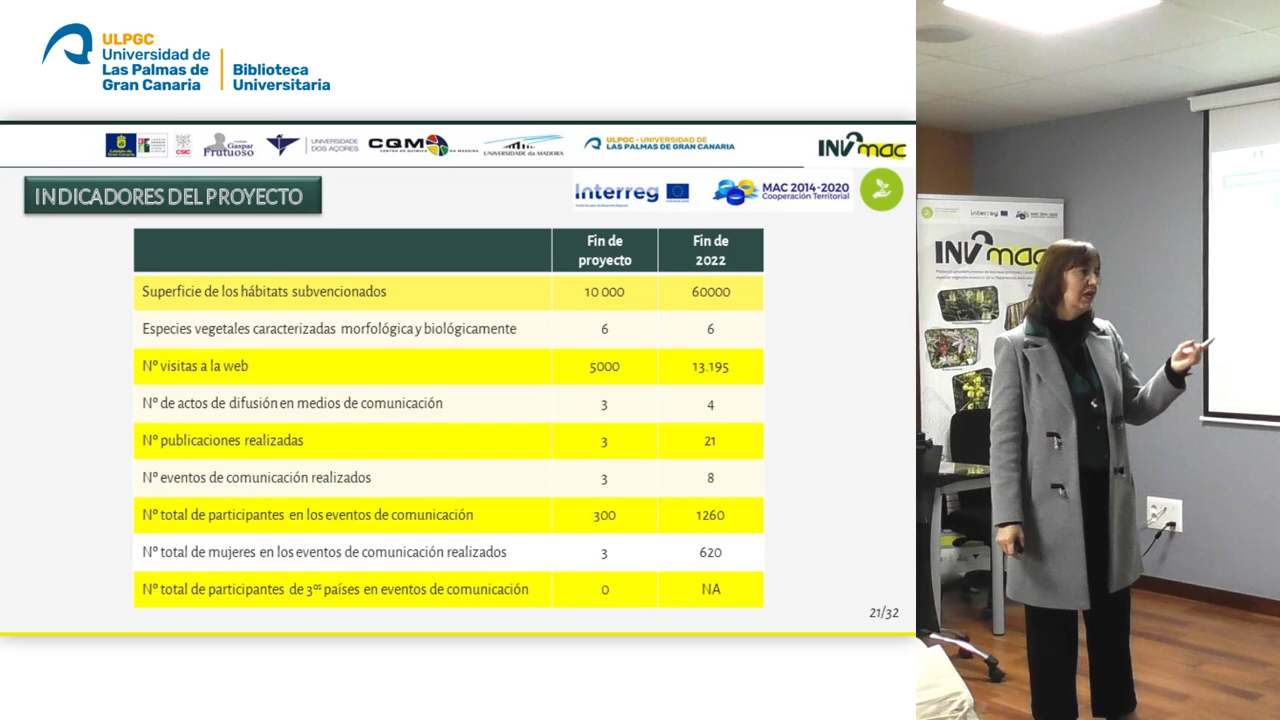 ULPGC
Universidad de
Las Palmas de
Gran Canaria
Biblioteca
Universitaria
CSIC
Gaspar
Frutuoso
UNIVERSIDADE
DOS AÇORES
CQM
CENTRO DE QUÍMICA DA MADEIRA
UNIVERSIDADE da MADEIRA
ULPGC - UNIVERSIDAD DE
LAS PALMAS DE GRAN CANARIA
INVmac
INDICADORES DEL PROYECTO
Interreg
MAC 2014-2020
Cooperación Territorial
Fin de proyecto
Fin de 2022
Superficie de los hábitats subvencionados 10 000 60000
Especies vegetales caracterizadas morfológica y biológicamente 6 6
Nº visitas a la web 5000 13.195
Nº de actos de difusión en medios de comunicación 3 4
Nº publicaciones realizadas 3 21
Nº eventos de comunicación realizados 3 8
Nº total de participantes en los eventos de comunicación 300 1260
Nº total de mujeres en los eventos de comunicación realizados 3 620
Nº total de participantes de 3ᵒˢ países en eventos de comunicación 0 NA
21/32
Interreg
INVmac